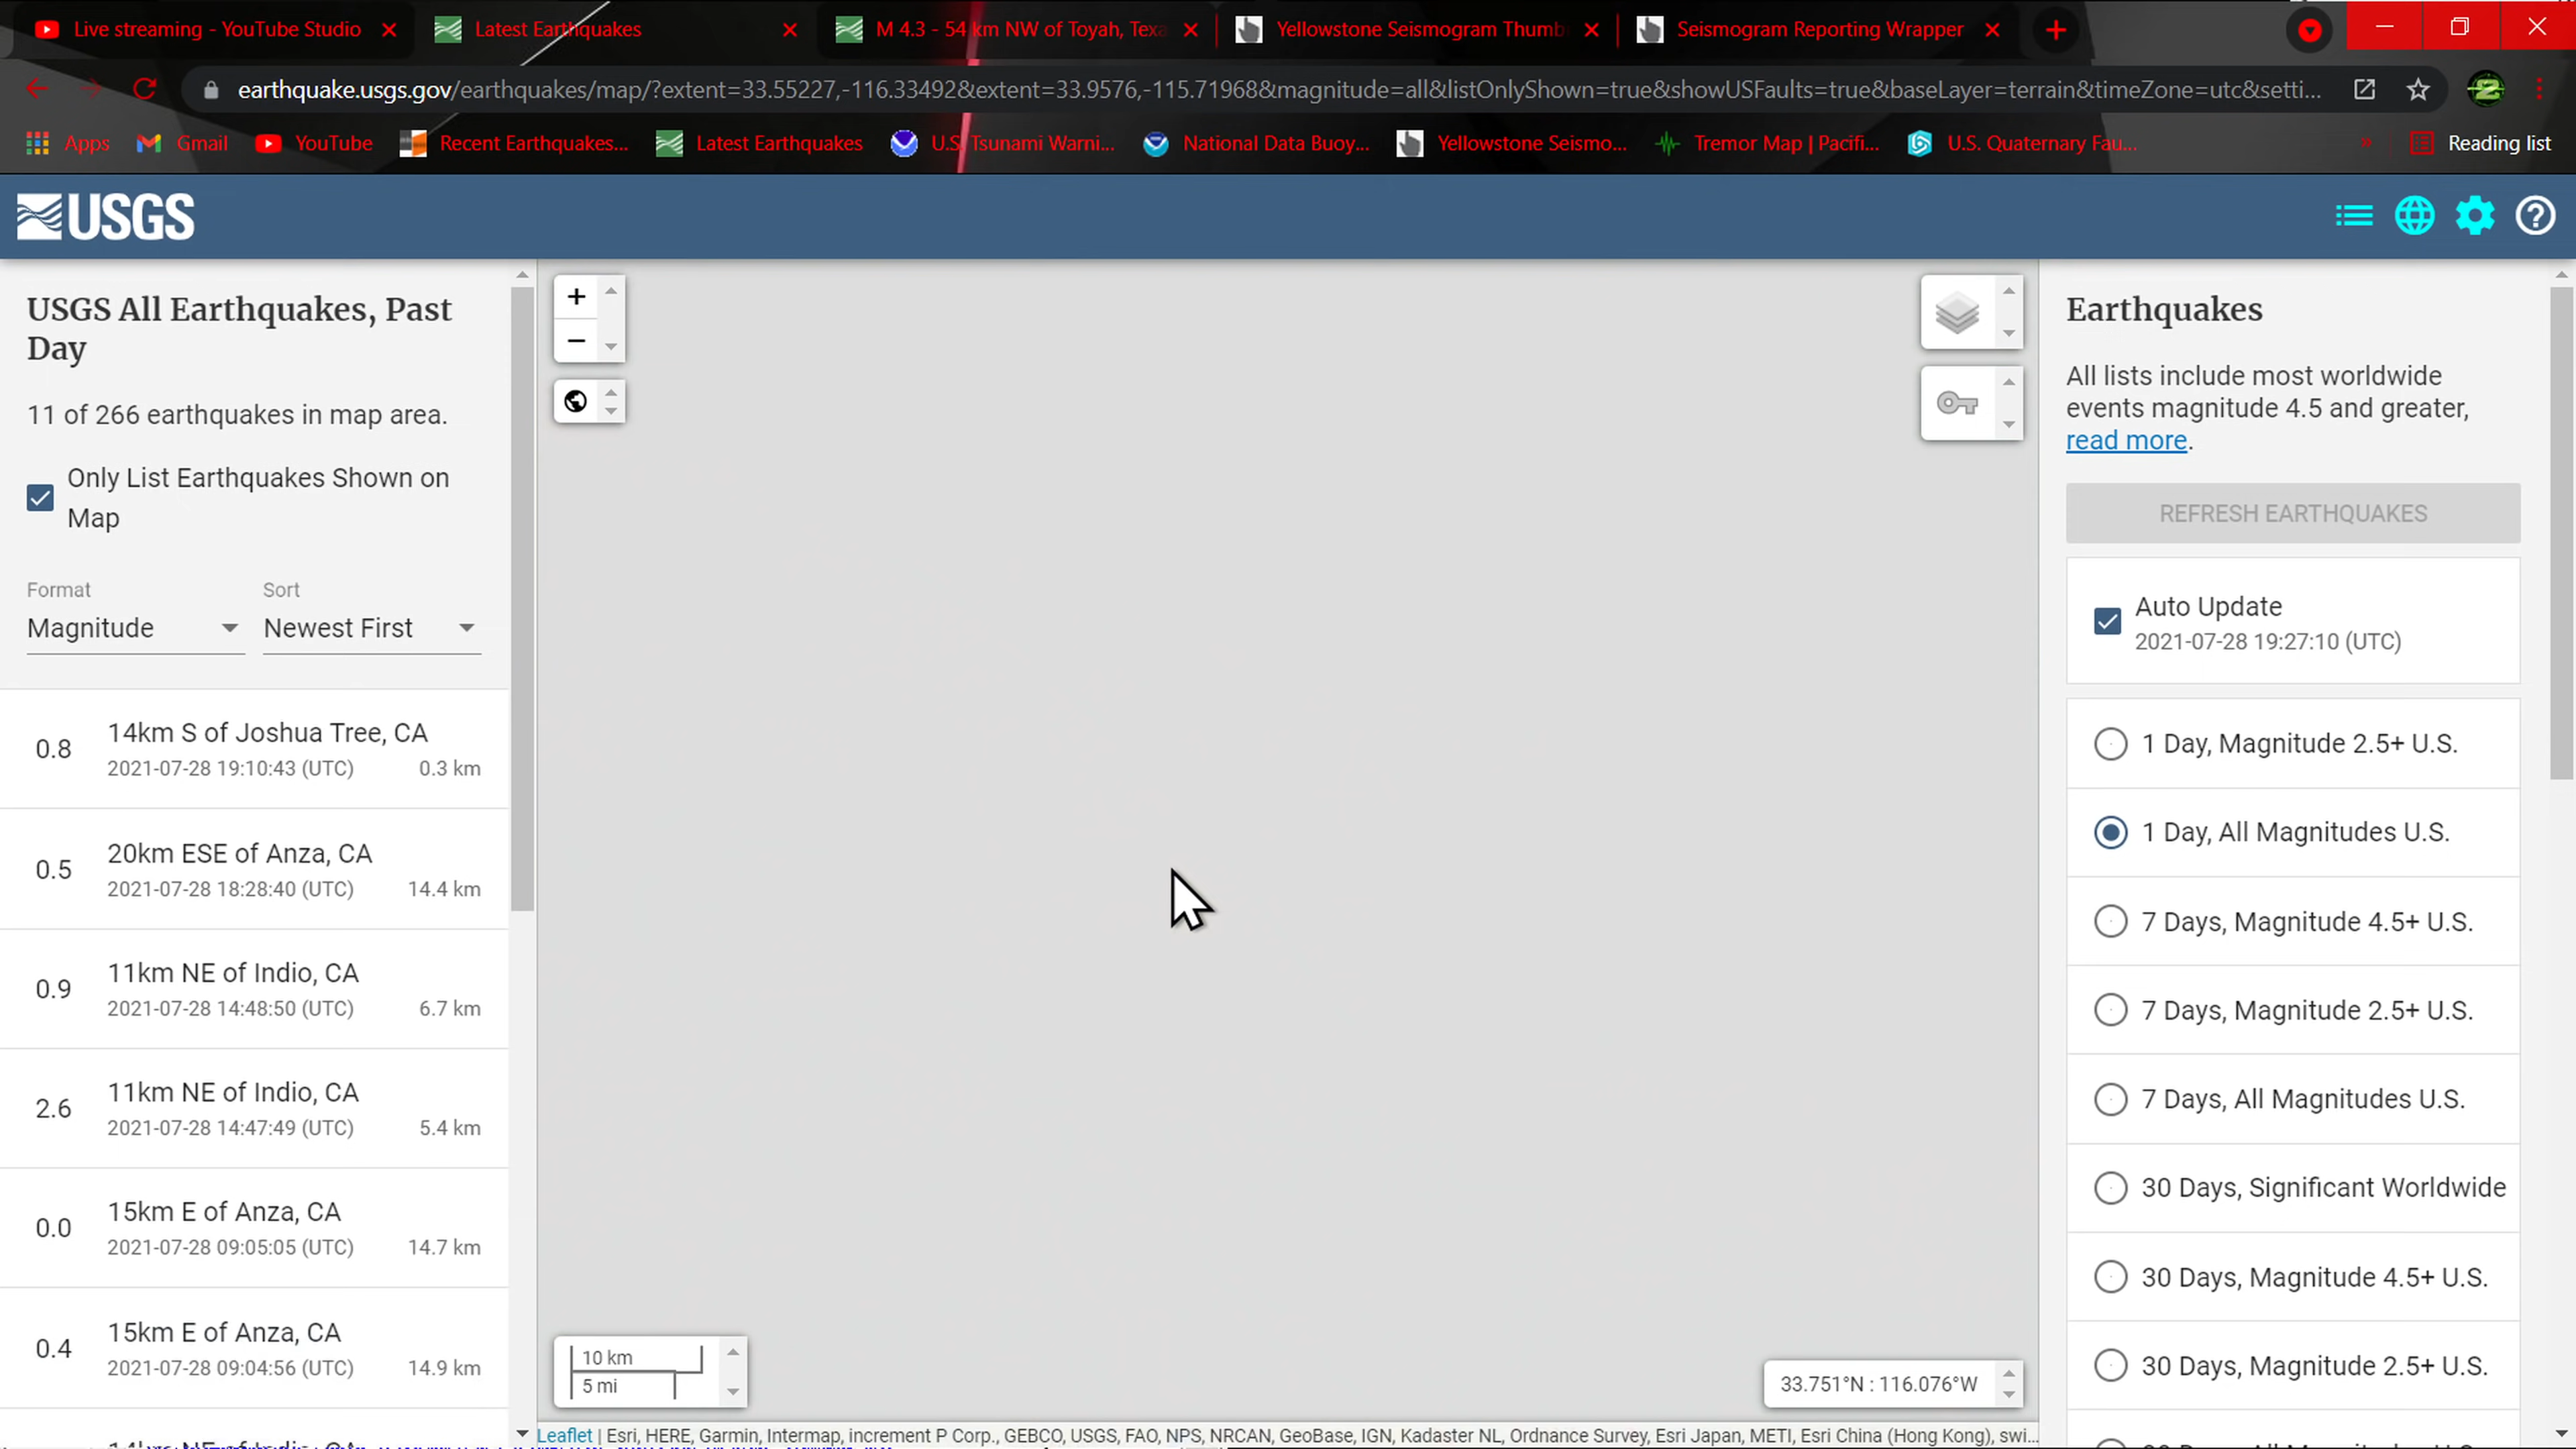 Live streaming - YouTube Studio
Latest Earthquakes
M 4.3 - 54 km NW of Toyah, Texa
Yellowstone Seismogram Thumb
Seismogram Reporting Wrapper
earthquake.usgs.gov/earthquakes/map/?extent=33.55227,-116.33492&extent=33.9576,-115.71968&magnitude=all&listOnlyShown=true&showUSFaults=true&baseLayer=terrain&timeZone=utc&setti...
Apps
Gmail
YouTube
Recent Earthquakes...
Latest Earthquakes
U.S. Tsunami Warni...
National Data Buoy...
Yellowstone Seismo...
Tremor Map | Pacifi...
U.S. Quaternary Fau...
»
Reading list
USGS
USGS All Earthquakes, Past
Day
11 of 266 earthquakes in map area.
Only List Earthquakes Shown on
Map
Format
Sort
Magnitude
Newest First
0.8
14km S of Joshua Tree, CA
2021-07-28 19:10:43 (UTC)
0.3 km
0.5
20km ESE of Anza, CA
2021-07-28 18:28:40 (UTC)
14.4 km
0.9
11km NE of Indio, CA
2021-07-28 14:48:50 (UTC)
6.7 km
2.6
11km NE of Indio, CA
2021-07-28 14:47:49 (UTC)
5.4 km
0.0
15km E of Anza, CA
2021-07-28 09:05:05 (UTC)
14.7 km
0.4
15km E of Anza, CA
2021-07-28 09:04:56 (UTC)
14.9 km
+
−
10 km
5 mi
33.751°N : 116.076°W
Leaflet | Esri, HERE, Garmin, Intermap, increment P Corp., GEBCO, USGS, FAO, NPS, NRCAN, GeoBase, IGN, Kadaster NL, Ordnance Survey, Esri Japan, METI, Esri China (Hong Kong), swi...
Earthquakes
All lists include most worldwide
events magnitude 4.5 and greater,
read more.
REFRESH EARTHQUAKES
Auto Update
2021-07-28 19:27:10 (UTC)
1 Day, Magnitude 2.5+ U.S.
1 Day, All Magnitudes U.S.
7 Days, Magnitude 4.5+ U.S.
7 Days, Magnitude 2.5+ U.S.
7 Days, All Magnitudes U.S.
30 Days, Significant Worldwide
30 Days, Magnitude 4.5+ U.S.
30 Days, Magnitude 2.5+ U.S.